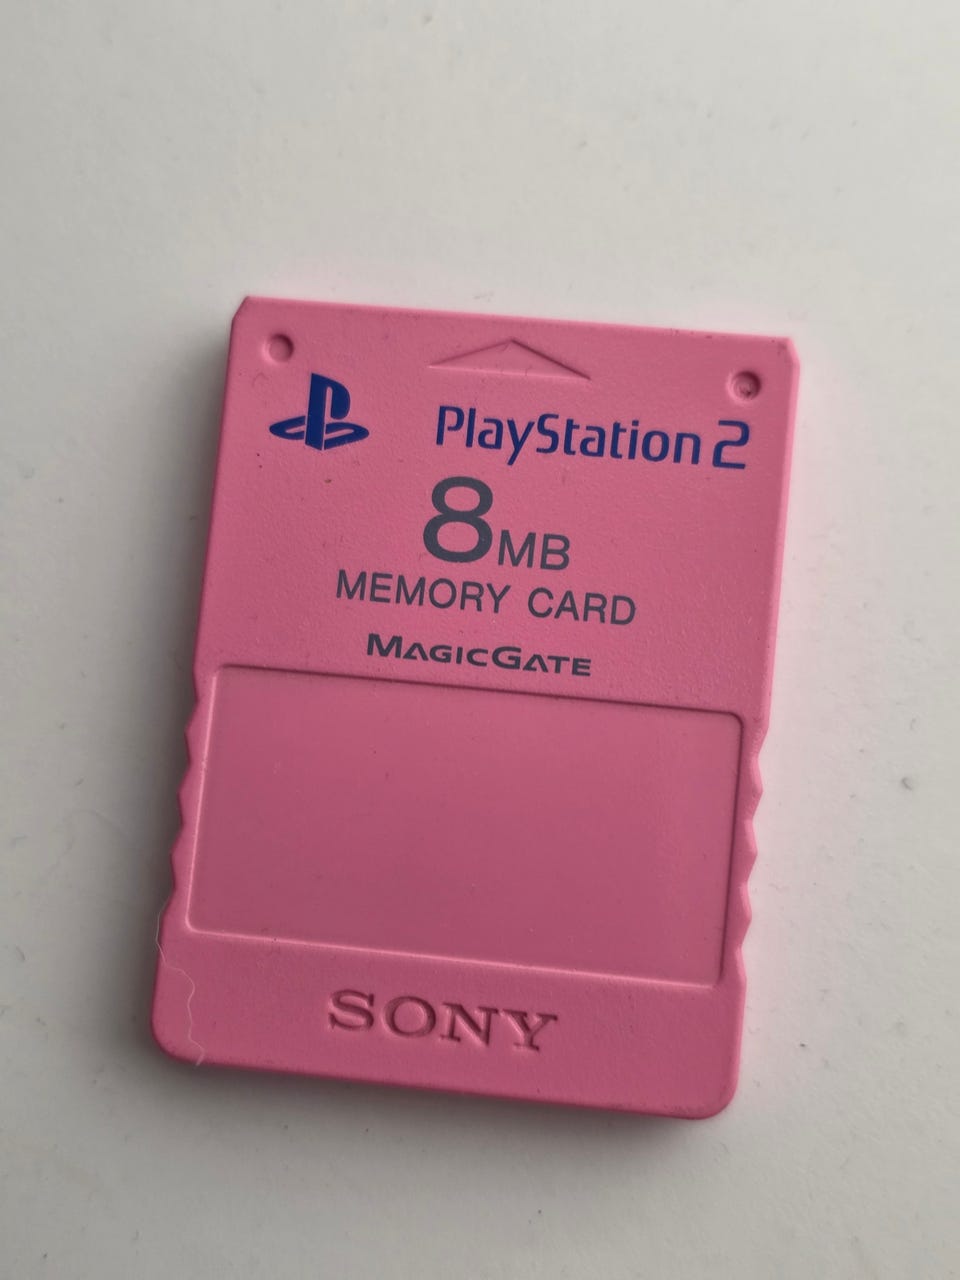 PlayStation 2
8MB
MEMORY CARD
MAGICGATE
SONY